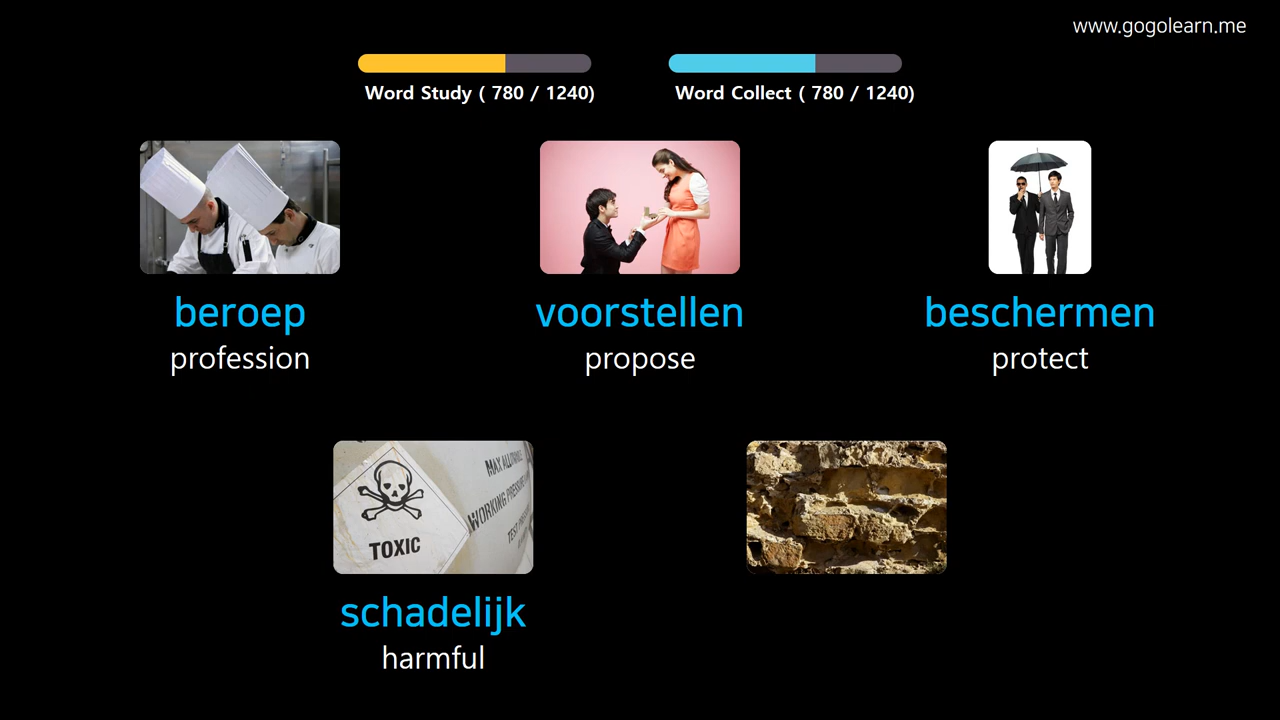 www.gogolearn.me
Word Study ( 780 / 1240)
Word Collect ( 780 / 1240)
beroep
profession
voorstellen
propose
beschermen
protect
TOXIC
schadelijk
harmful